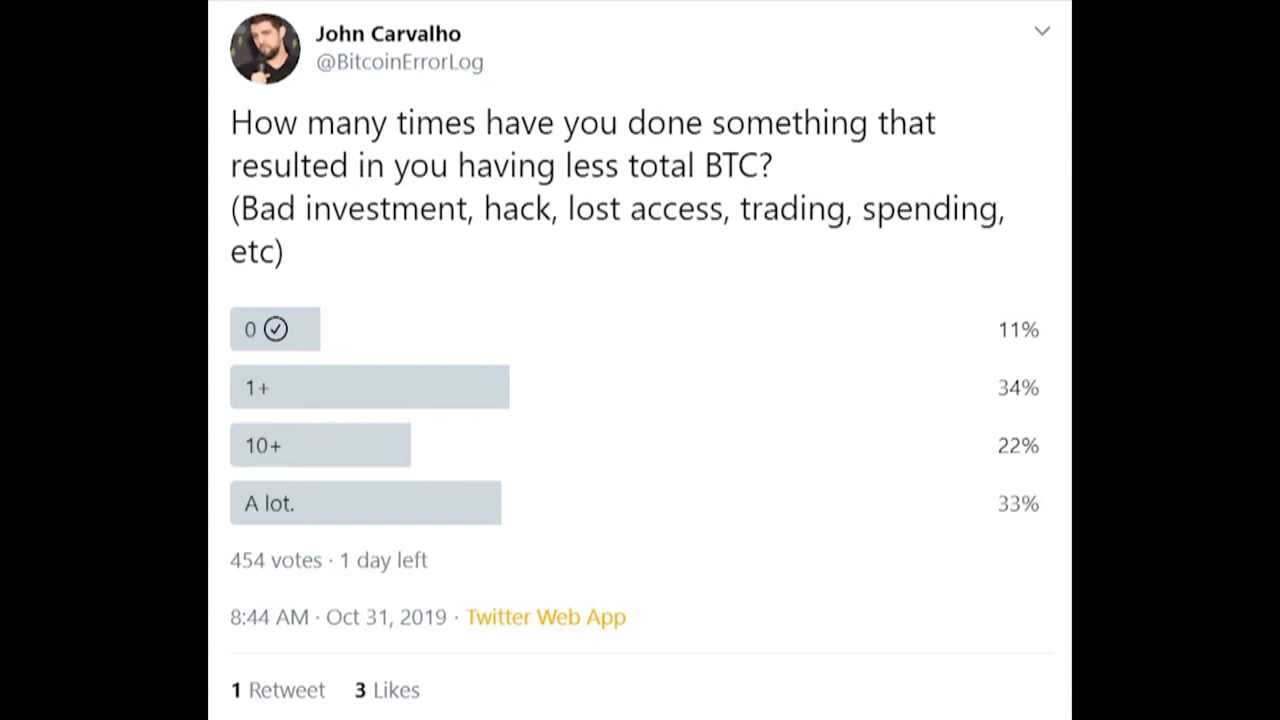 John Carvalho
@BitcoinErrorLog
How many times have you done something that
resulted in you having less total BTC?
(Bad investment, hack, lost access, trading, spending,
etc)
0 11%
1+ 34%
10+ 22%
A lot. 33%
454 votes · 1 day left
8:44 AM · Oct 31, 2019 · Twitter Web App
1 Retweet 3 Likes